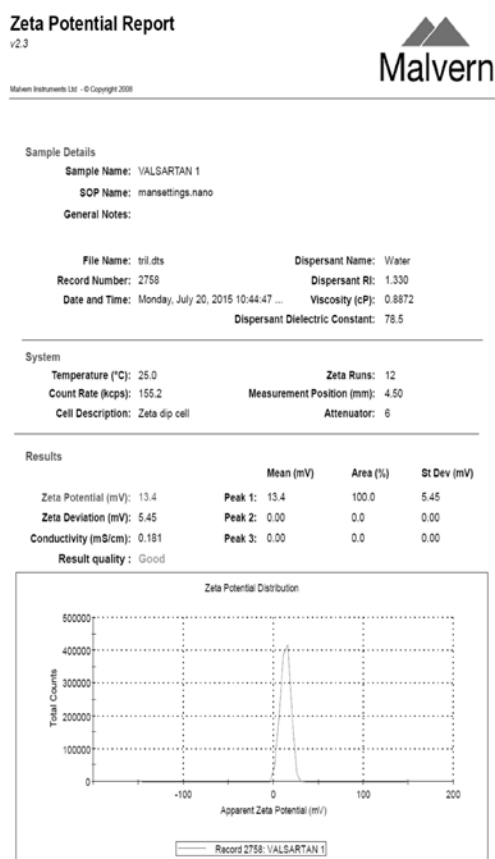 Zeta Potential Report
v2.3
Malvern
Malvern Instruments Ltd - © Copyright 2008
Sample Details
Sample Name: VALSARTAN 1
SOP Name: mansettings.nano
General Notes:
File Name: tril.dts Dispersant Name: Water
Record Number: 2758 Dispersant RI: 1.330
Date and Time: Monday, July 20, 2015 10:44:47 ... Viscosity (cP): 0.8872
Dispersant Dielectric Constant: 78.5
System
Temperature (°C): 25.0 Zeta Runs: 12
Count Rate (kcps): 155.2 Measurement Position (mm): 4.50
Cell Description: Zeta dip cell Attenuator: 6
Results
Mean (mV) Area (%) St Dev (mV)
Zeta Potential (mV): 13.4 Peak 1: 13.4 100.0 5.45
Zeta Deviation (mV): 5.45 Peak 2: 0.00 0.0 0.00
Conductivity (mS/cm): 0.181 Peak 3: 0.00 0.0 0.00
Result quality : Good
Zeta Potential Distribution
500000
400000
300000
200000
100000
0
Total Counts
-100 0 100 200
Apparent Zeta Potential (mV)
Record 2758: VALSARTAN 1